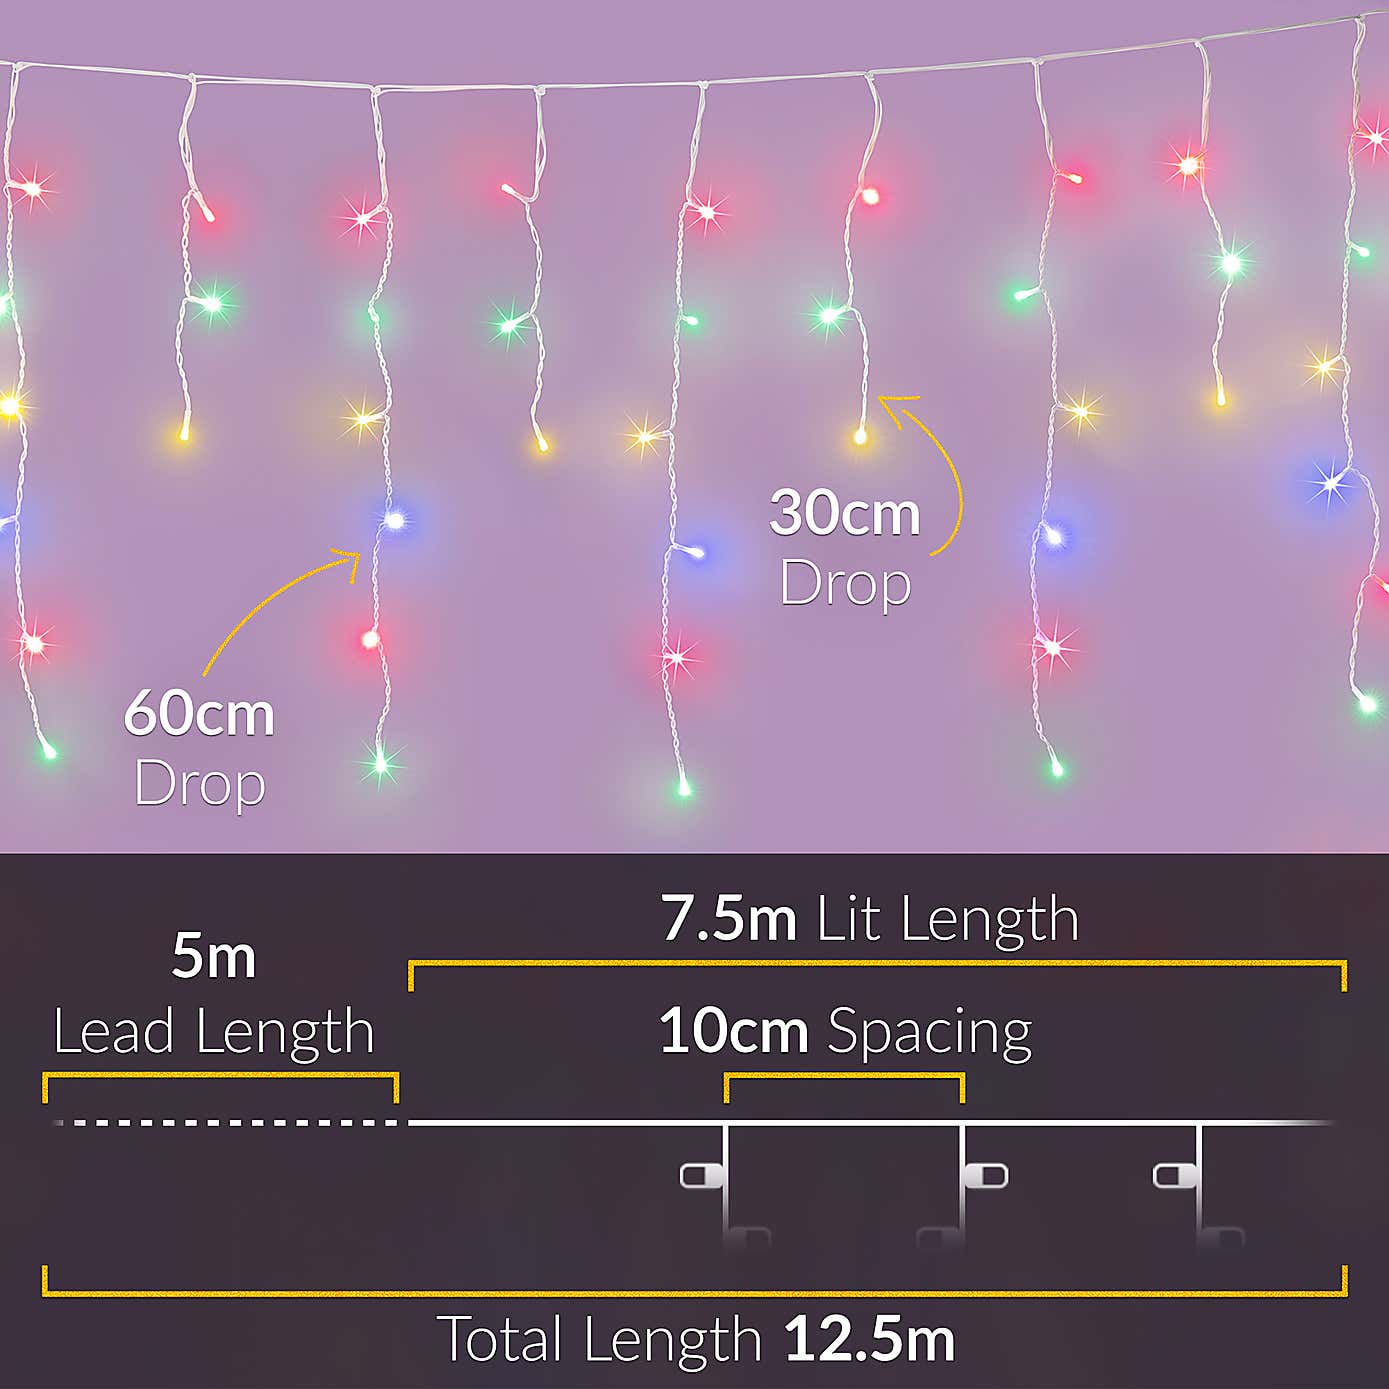 30cm
Drop
60cm
Drop
7.5m Lit Length
5m
Lead Length
10cm Spacing
Total Length 12.5m